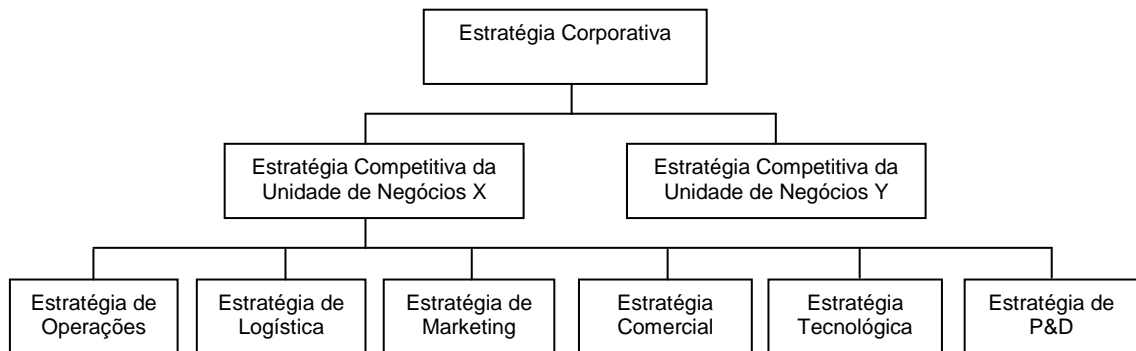 Estratégia Corporativa
Estratégia Competitiva da
Unidade de Negócios X
Estratégia Competitiva da
Unidade de Negócios Y
Estratégia de
Operações
Estratégia de
Logística
Estratégia de
Marketing
Estratégia
Comercial
Estratégia
Tecnológica
Estratégia de
P&D